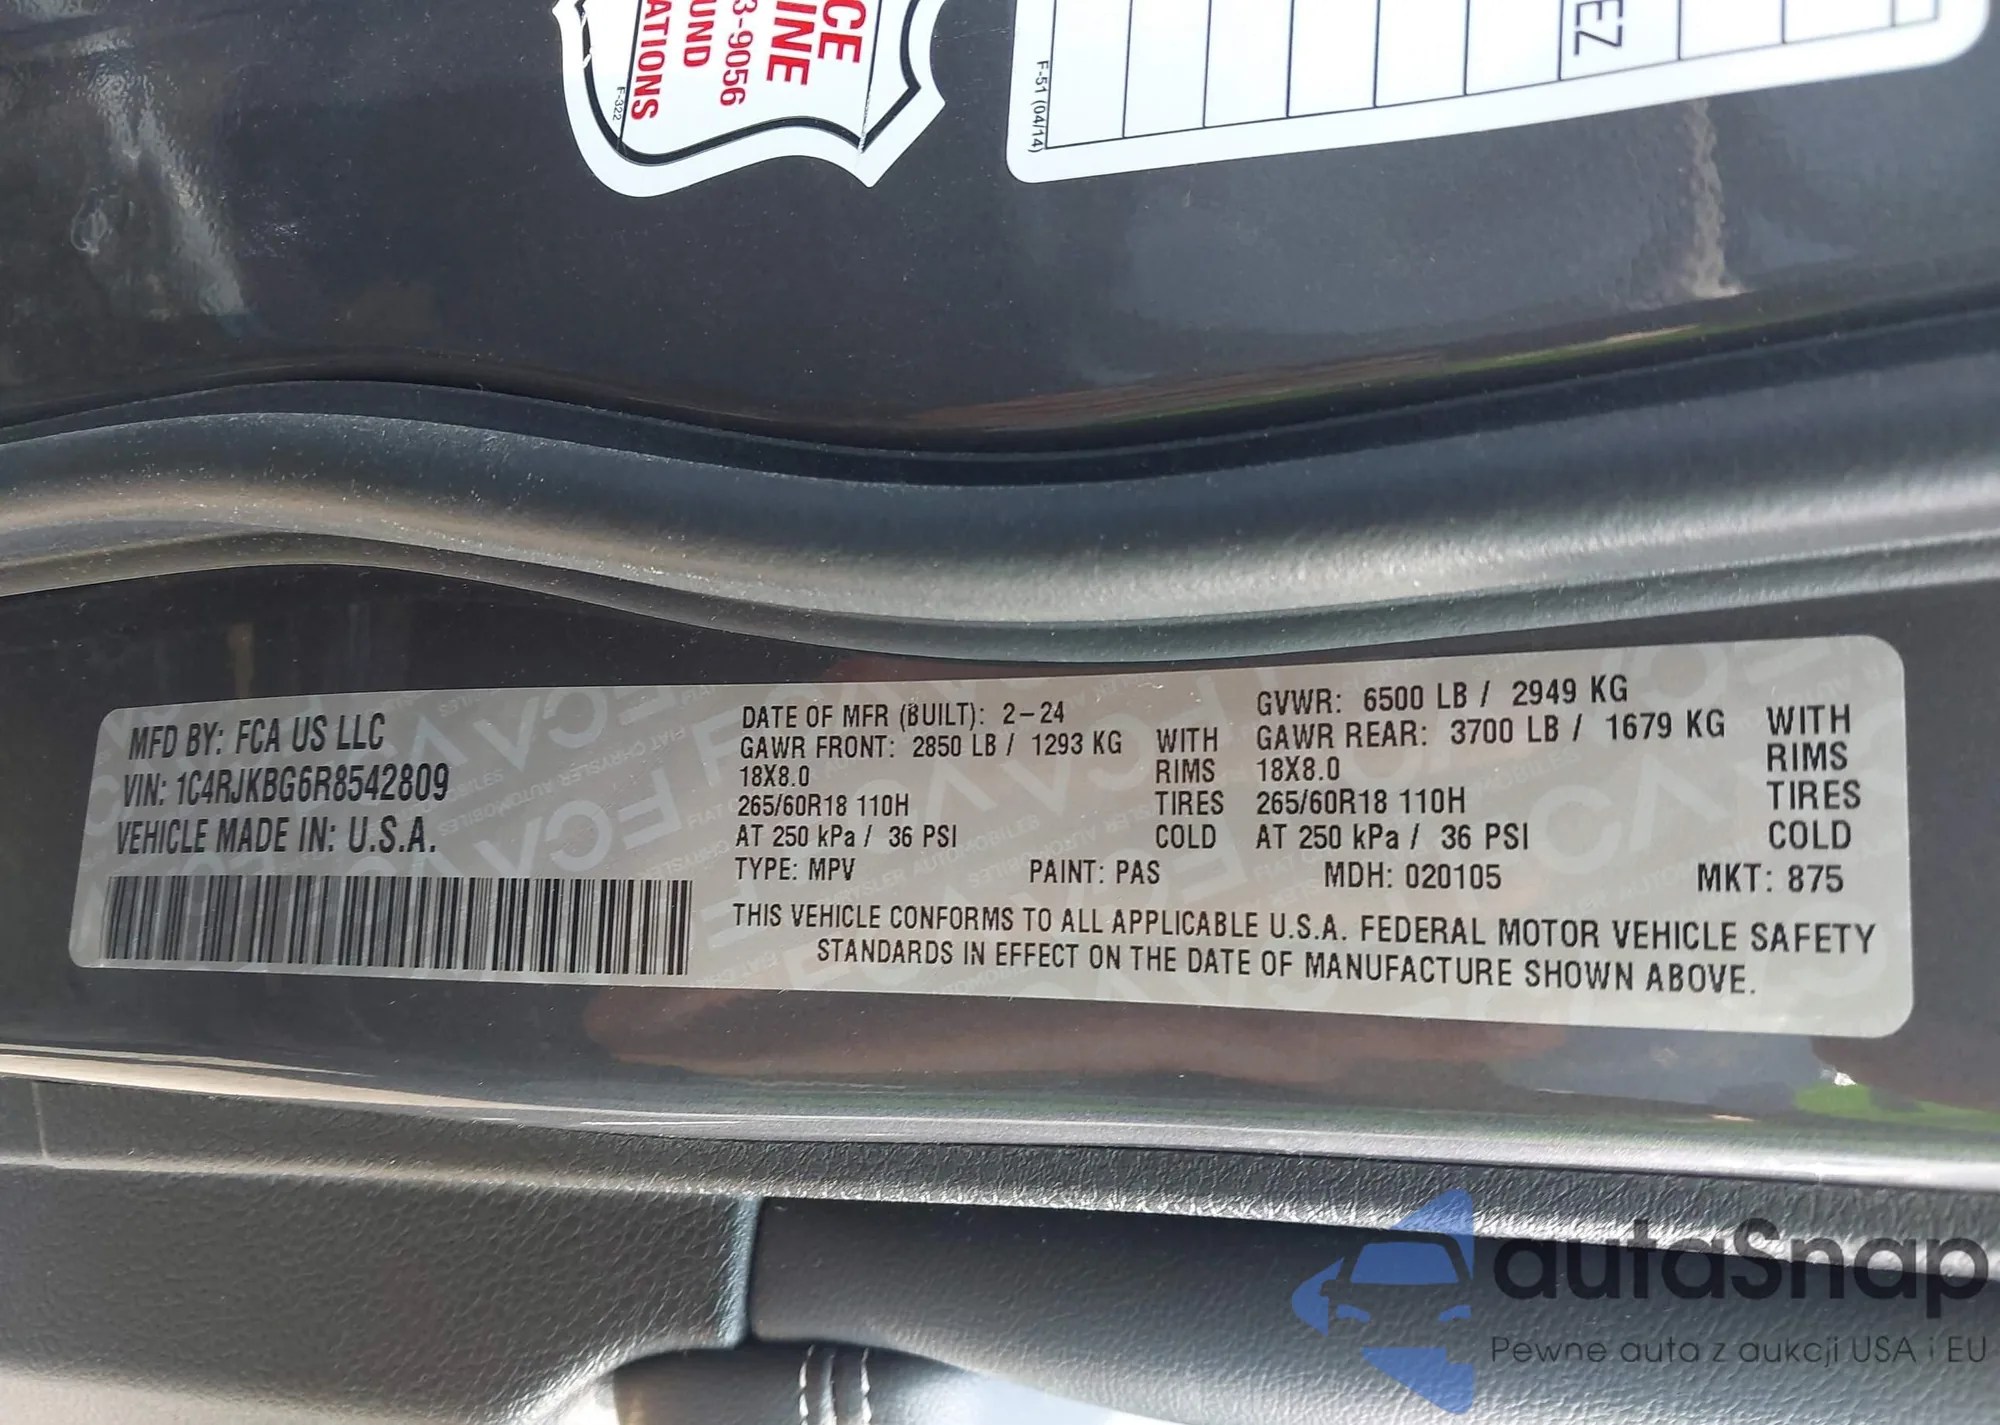 CE
INE
3-9056
UND
ATIONS
F-322
EZ
F-51 (04/14)
MFD BY: FCA US LLC
VIN: 1C4RJKBG6R8542809
VEHICLE MADE IN: U.S.A.
DATE OF MFR (BUILT): 2-24 GVWR: 6500 LB / 2949 KG
GAWR FRONT: 2850 LB / 1293 KG WITH GAWR REAR: 3700 LB / 1679 KG WITH
18X8.0 RIMS 18X8.0 RIMS
265/60R18 110H TIRES 265/60R18 110H TIRES
AT 250 kPa / 36 PSI COLD AT 250 kPa / 36 PSI COLD
TYPE: MPV PAINT: PAS MDH: 020105 MKT: 875
THIS VEHICLE CONFORMS TO ALL APPLICABLE U.S.A. FEDERAL MOTOR VEHICLE SAFETY
STANDARDS IN EFFECT ON THE DATE OF MANUFACTURE SHOWN ABOVE.
autaSnap
Pewne auta z aukcji USA i EU